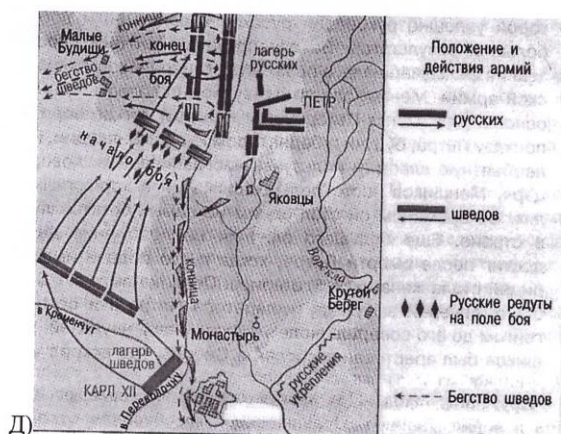 конница
Малые
Будищи
конец
боя
бегство
шведов
лагерь
русских
ПЕТР I
начало боя
Яковцы
Ворскла
конница
Крутой
Берег
Монастырь
в Кременчуг
лагерь
шведов
КАРЛ XII
в Переволочну
русские
укрепления
Положение и
действия армий
русских
шведов
Русские редуты
на поле боя
Бегство шведов
Д)